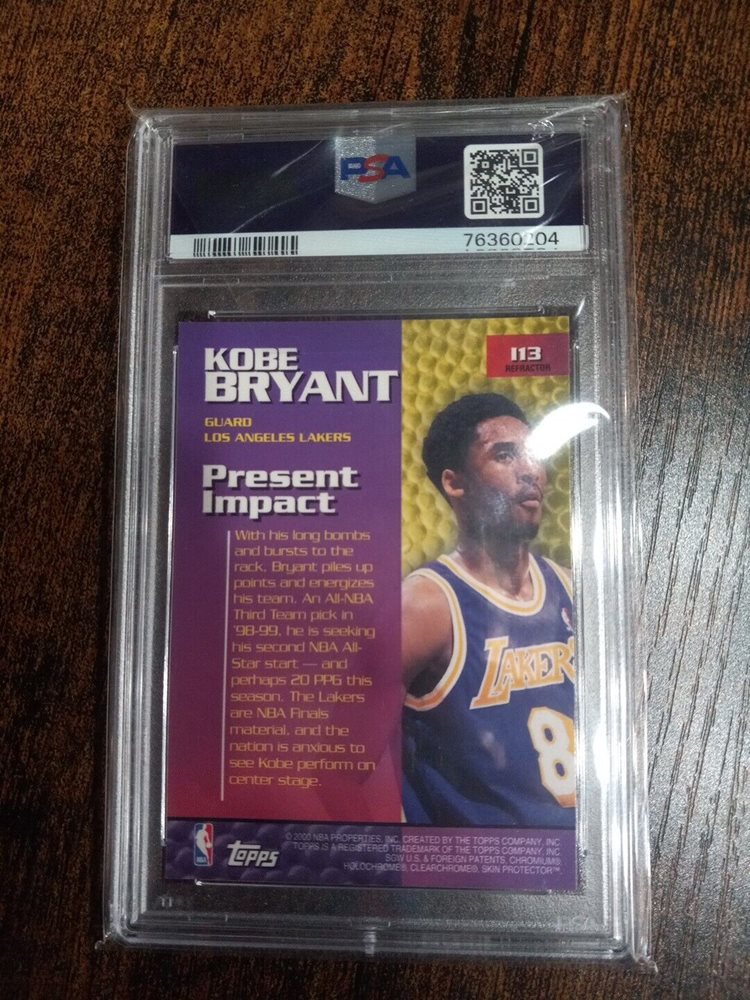 PSA
76360204
KOBE
BRYANT
GUARD
LOS ANGELES LAKERS
Present
Impact
With his long bombs
and bursts to the
rack, Bryant piles up
points and energizes
his team. An All-NBA
Third Team pick in
'98-99, he is seeking
his second NBA All-
Star start — and
perhaps 20 PPG this
season. The Lakers
are NBA Finals
material, and the
nation is anxious to
see Kobe perform on
center stage.
I13
REFRACTOR
LAKERS
8
NBA
TOPPS
© 2000 NBA PROPERTIES, INC. CREATED BY THE TOPPS COMPANY, INC
TOPPS IS A REGISTERED TRADEMARK OF THE TOPPS COMPANY, INC.
SGW U.S. & FOREIGN PATENTS, CHROMIUM®,
HOLOCHROME®, CLEARCHROME®, SKIN PROTECTOR™